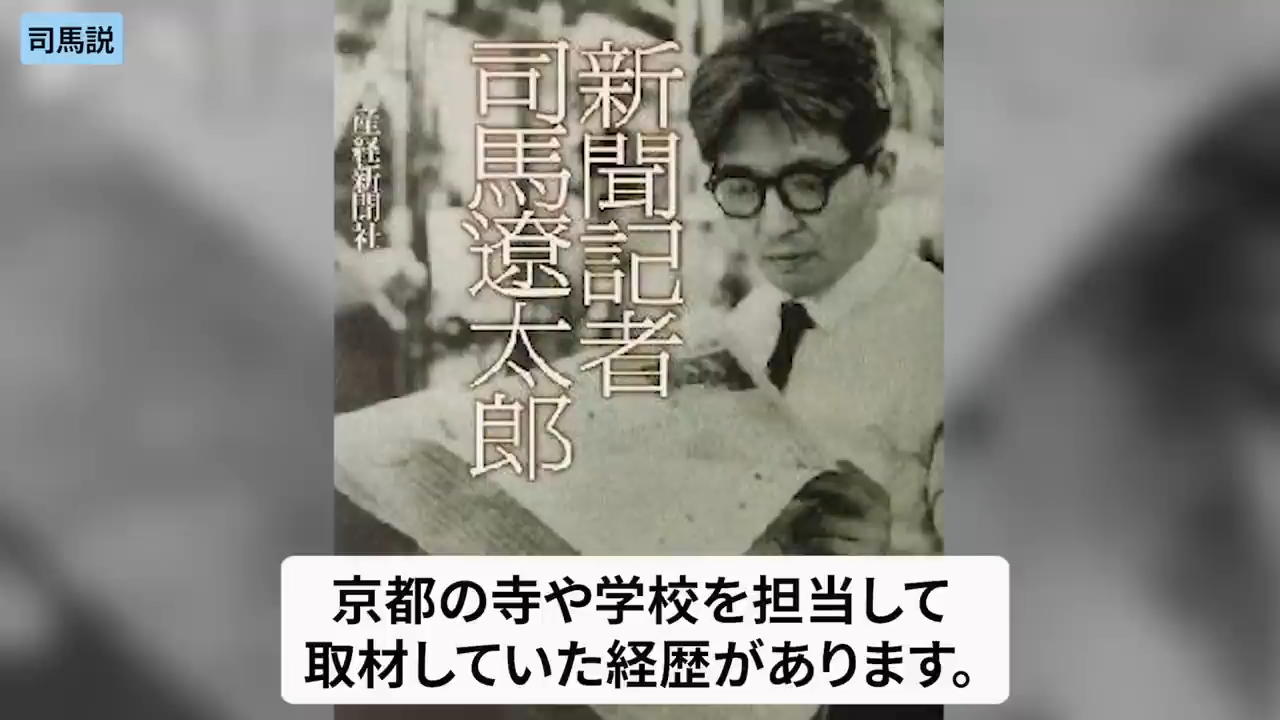 司馬説
新聞記者
司馬遼太郎
産経新聞社
京都の寺や学校を担当して
取材していた経歴があります。